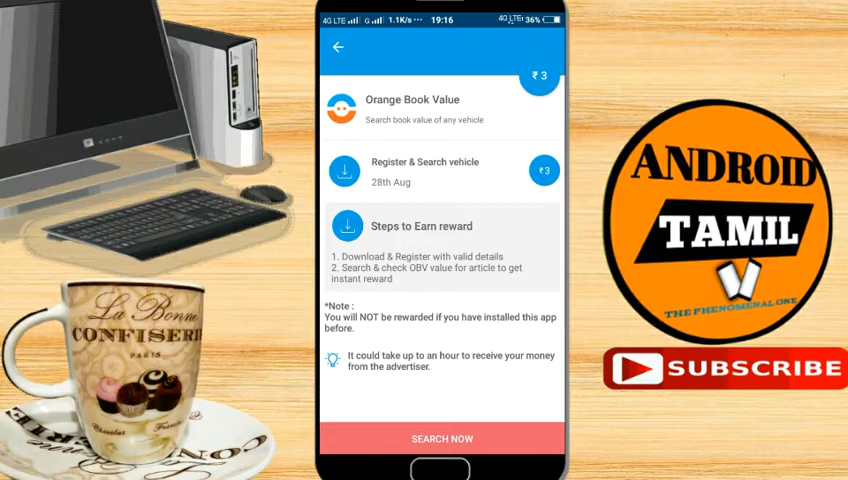 4G LTE G 1.1K/s ··· 19:16 4G LTE 36%
₹ 3
Orange Book Value
Search book value of any vehicle
Register & Search vehicle
28th Aug
₹3
Steps to Earn reward
1. Download & Register with valid details
2. Search & check OBV value for article to get
instant reward
*Note :
You will NOT be rewarded if you have installed this app
before.
It could take up to an hour to receive your money
from the advertiser.
SEARCH NOW
La Bonne
CONFISERI
PARIS
Chocolat
ANDROID
TAMIL
THE PHENOMENAL ONE
SUBSCRIBE